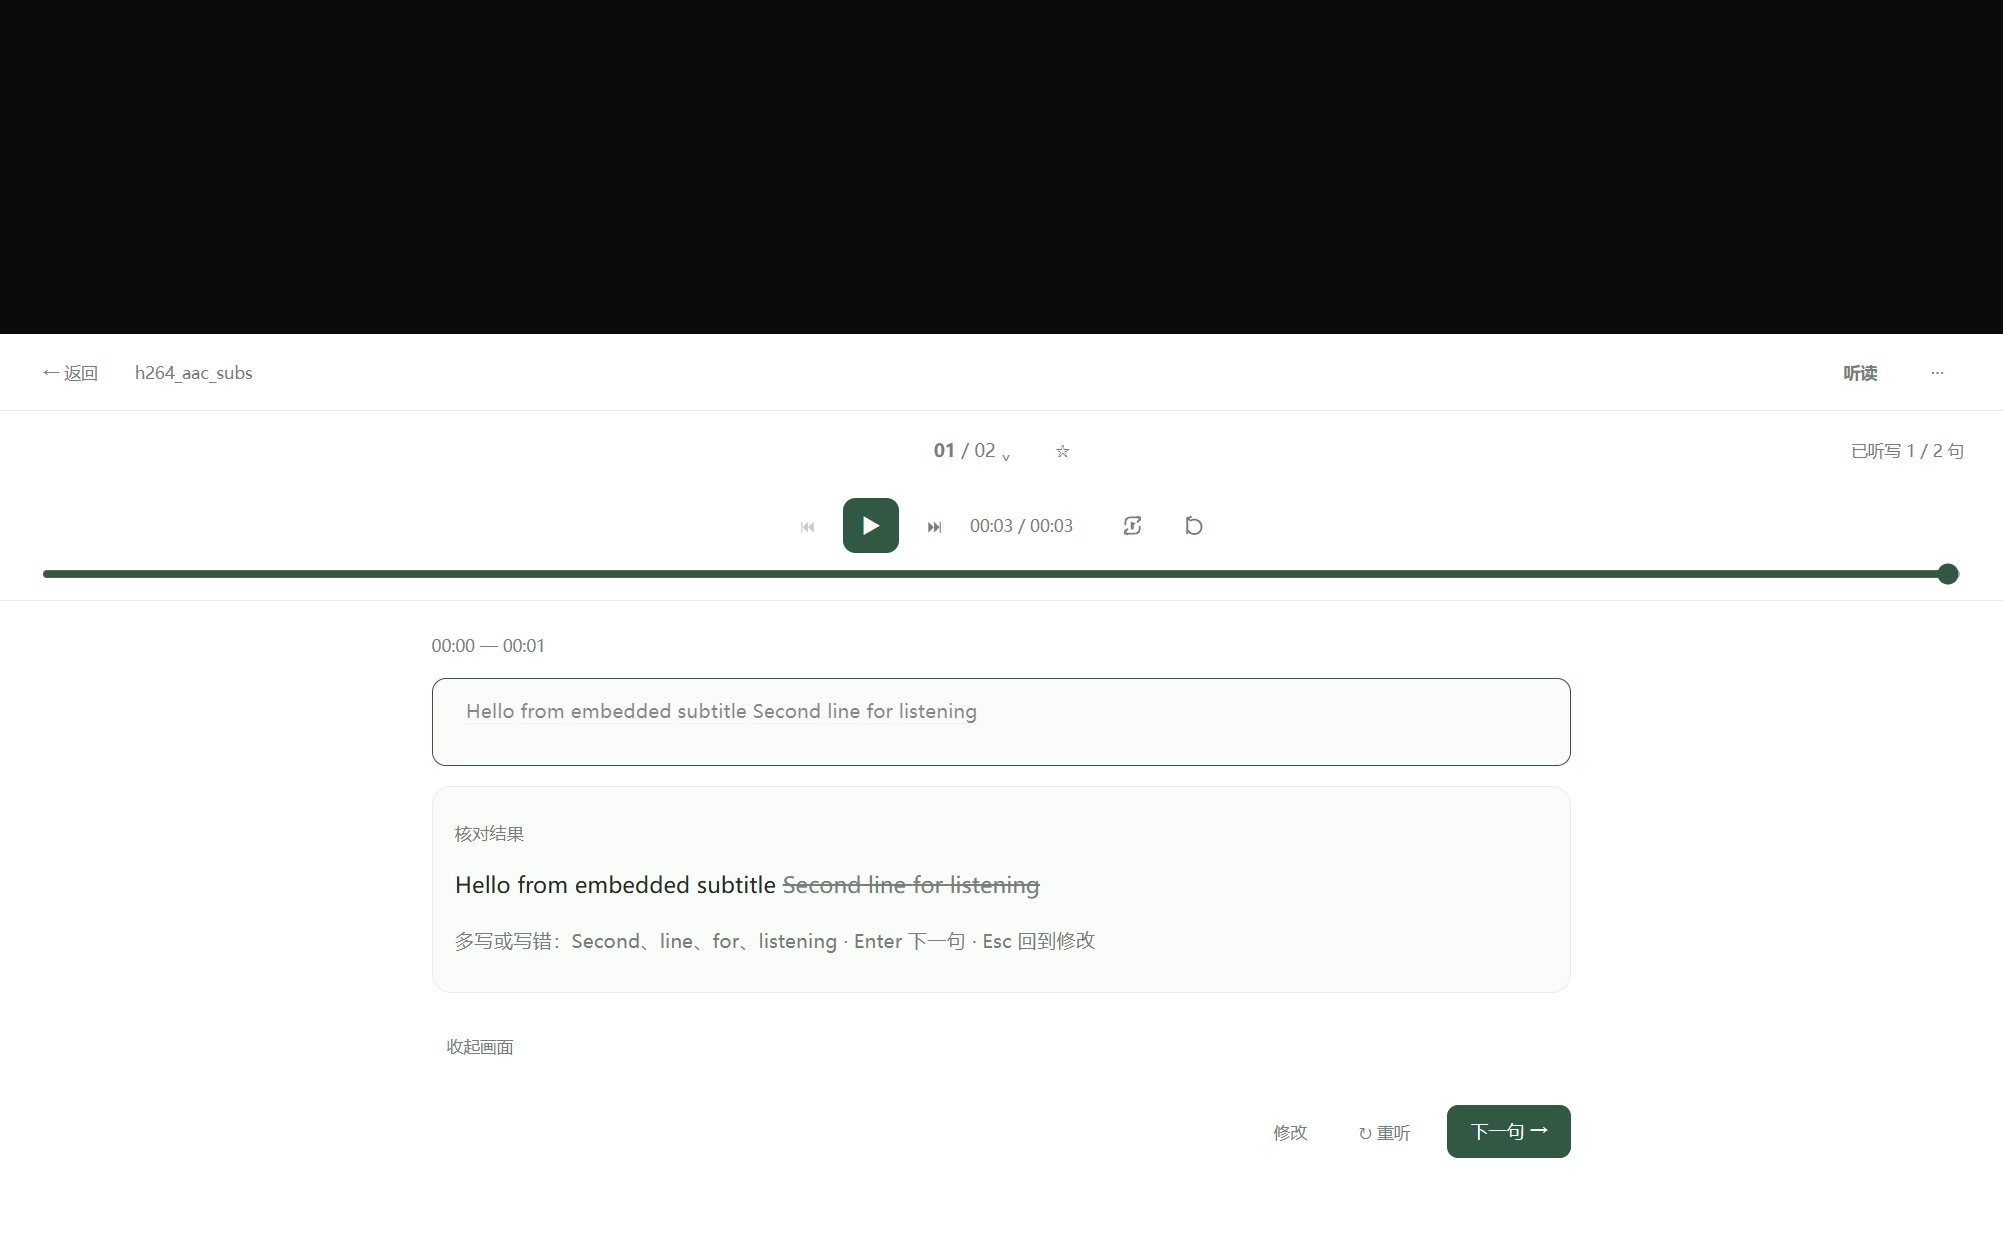 ← 返回 h264_aac_subs 听读 ···
01 / 02 ˅ ☆ 已听写 1 / 2 句
00:03 / 00:03
00:00 — 00:01
Hello from embedded subtitle Second line for listening
核对结果
Hello from embedded subtitle Second line for listening
多写或写错：Second、line、for、listening · Enter 下一句 · Esc 回到修改
收起画面
修改 ↻ 重听 下一句 →